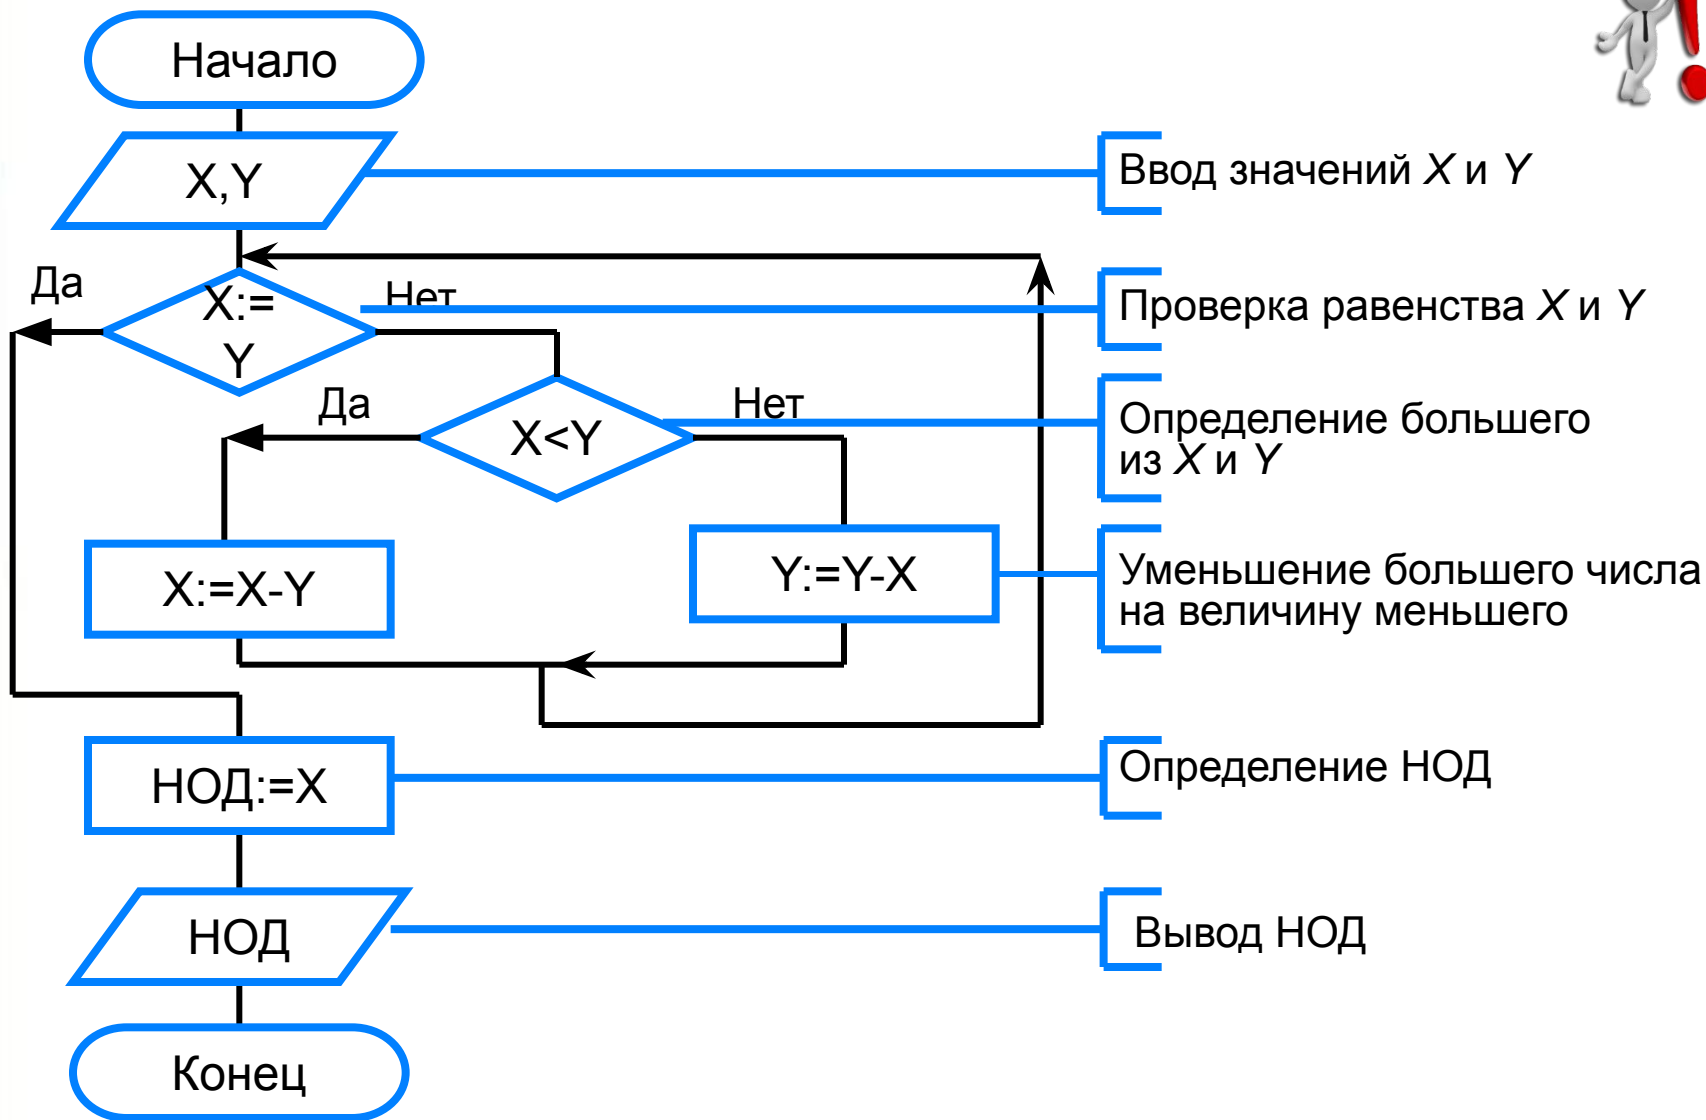 Начало
X,Y
Ввод значений X и Y
Да
X:=
Y
Нет
Проверка равенства X и Y
Да
X<Y
Нет
Определение большего
из X и Y
X:=X-Y
Y:=Y-X
Уменьшение большего числа
на величину меньшего
НОД:=X
Определение НОД
НОД
Вывод НОД
Конец